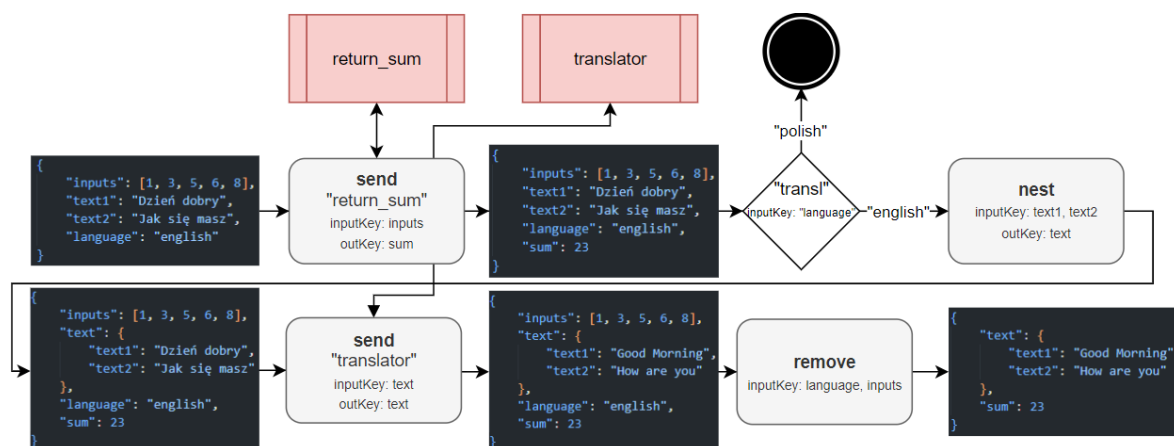 return_sum
translator
"polish"
{
"inputs": [1, 3, 5, 6, 8],
"text1": "Dzień dobry",
"text2": "Jak się masz",
"language": "english"
}
send
"return_sum"
inputKey: inputs
outKey: sum
{
"inputs": [1, 3, 5, 6, 8],
"text1": "Dzień dobry",
"text2": "Jak się masz",
"language": "english",
"sum": 23
}
"transl"
inputKey: "language"
"english"
nest
inputKey: text1, text2
outKey: text
{
"inputs": [1, 3, 5, 6, 8],
"text": {
"text1": "Dzień dobry",
"text2": "Jak się masz"
},
"language": "english",
"sum": 23
}
send
"translator"
inputKey: text
outKey: text
{
"inputs": [1, 3, 5, 6, 8],
"text": {
"text1": "Good Morning",
"text2": "How are you"
},
"language": "english",
"sum": 23
}
remove
inputKey: language, inputs
{
"text": {
"text1": "Good Morning"
"text2": "How are you"
},
"sum": 23
}